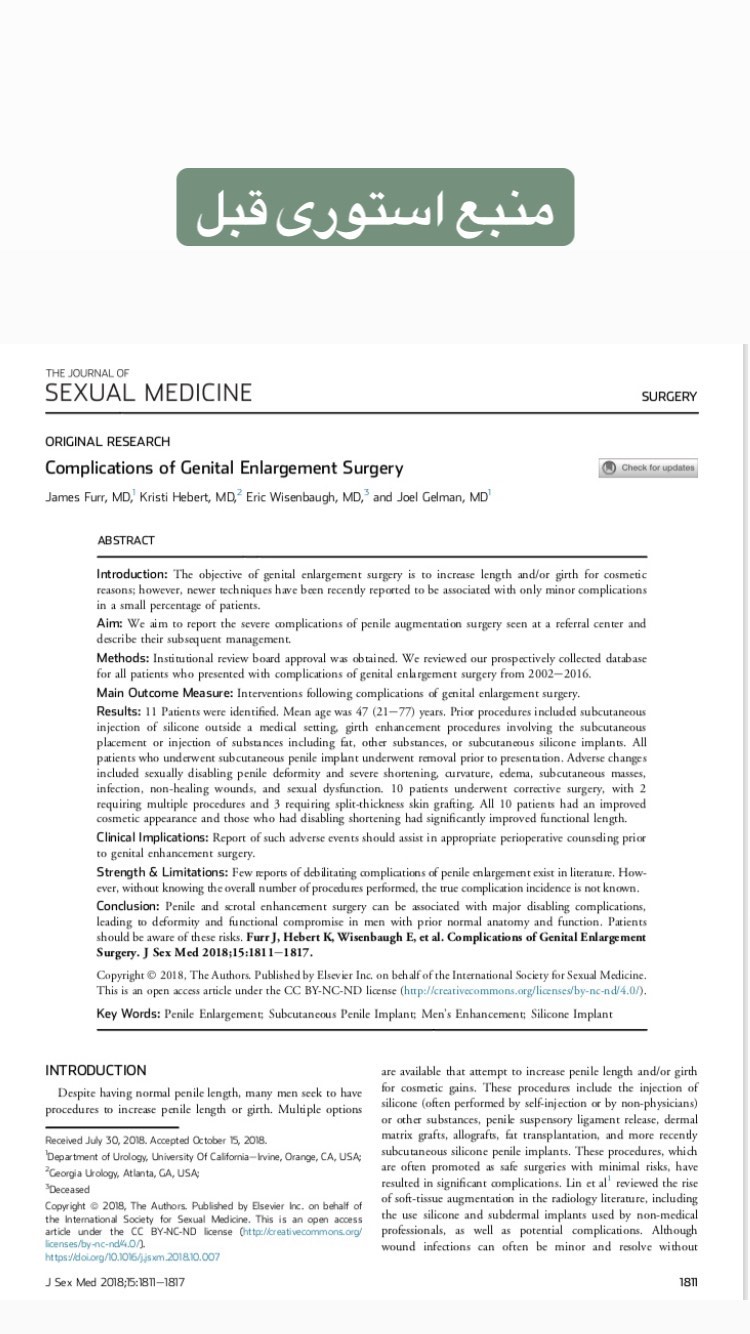 منبع استوری قبل
THE JOURNAL OF
SEXUAL MEDICINE
SURGERY
ORIGINAL RESEARCH
Complications of Genital Enlargement Surgery
Check for updates
James Furr, MD,1 Kristi Hebert, MD,2 Eric Wisenbaugh, MD,3 and Joel Gelman, MD1
ABSTRACT
Introduction: The objective of genital enlargement surgery is to increase length and/or girth for cosmetic
reasons; however, newer techniques have been recently reported to be associated with only minor complications
in a small percentage of patients.
Aim: We aim to report the severe complications of penile augmentation surgery seen at a referral center and
describe their subsequent management.
Methods: Institutional review board approval was obtained. We reviewed our prospectively collected database
for all patients who presented with complications of genital enlargement surgery from 2002–2016.
Main Outcome Measure: Interventions following complications of genital enlargement surgery.
Results: 11 Patients were identified. Mean age was 47 (21–77) years. Prior procedures included subcutaneous
injection of silicone outside a medical setting, girth enhancement procedures involving the subcutaneous
placement or injection of substances including fat, other substances, or subcutaneous silicone implants. All
patients who underwent subcutaneous penile implant underwent removal prior to presentation. Adverse changes
included sexually disabling penile deformity and severe shortening, curvature, edema, subcutaneous masses,
infection, non-healing wounds, and sexual dysfunction. 10 patients underwent corrective surgery, with 2
requiring multiple procedures and 3 requiring split-thickness skin grafting. All 10 patients had an improved
cosmetic appearance and those who had disabling shortening had significantly improved functional length.
Clinical Implications: Report of such adverse events should assist in appropriate perioperative counseling prior
to genital enhancement surgery.
Strength & Limitations: Few reports of debilitating complications of penile enlargement exist in literature. How-
ever, without knowing the overall number of procedures performed, the true complication incidence is not known.
Conclusion: Penile and scrotal enhancement surgery can be associated with major disabling complications,
leading to deformity and functional compromise in men with prior normal anatomy and function. Patients
should be aware of these risks. Furr J, Hebert K, Wisenbaugh E, et al. Complications of Genital Enlargement
Surgery. J Sex Med 2018;15:1811–1817.
Copyright © 2018, The Authors. Published by Elsevier Inc. on behalf of the International Society for Sexual Medicine.
This is an open access article under the CC BY-NC-ND license (http://creativecommons.org/licenses/by-nc-nd/4.0/).
Key Words: Penile Enlargement; Subcutaneous Penile Implant; Men's Enhancement; Silicone Implant
INTRODUCTION
Despite having normal penile length, many men seek to have
procedures to increase penile length or girth. Multiple options
Received July 30, 2018. Accepted October 15, 2018.
1Department of Urology, University Of California–Irvine, Orange, CA, USA;
2Georgia Urology, Atlanta, GA, USA;
3Deceased
Copyright © 2018, The Authors. Published by Elsevier Inc. on behalf of
the International Society for Sexual Medicine. This is an open access
article under the CC BY-NC-ND license (http://creativecommons.org/
licenses/by-nc-nd/4.0/).
https://doi.org/10.1016/j.jsxm.2018.10.007
are available that attempt to increase penile length and/or girth
for cosmetic gains. These procedures include the injection of
silicone (often performed by self-injection or by non-physicians)
or other substances, penile suspensory ligament release, dermal
matrix grafts, allografts, fat transplantation, and more recently
subcutaneous silicone penile implants. These procedures, which
are often promoted as safe surgeries with minimal risks, have
resulted in significant complications. Lin et al1 reviewed the rise
of soft-tissue augmentation in the radiology literature, including
the use silicone and subdermal implants used by non-medical
professionals, as well as potential complications. Although
wound infections can often be minor and resolve without
J Sex Med 2018;15:1811–1817
1811